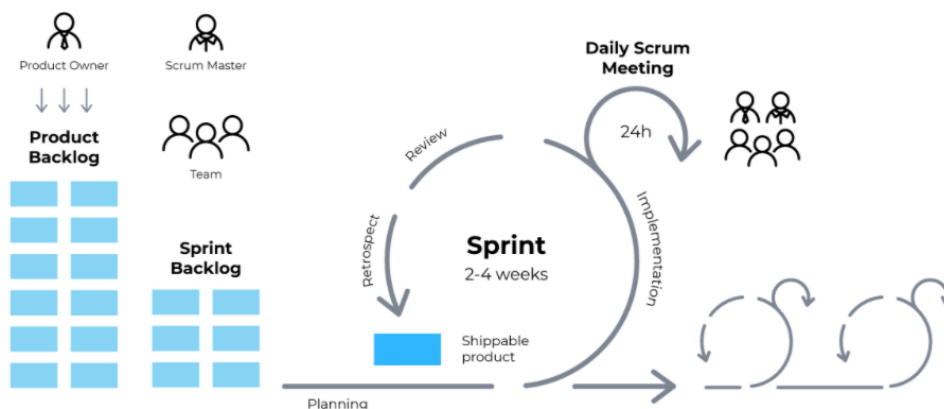 Product Owner
Scrum Master
Product
Backlog
Team
Sprint
Backlog
Daily Scrum
Meeting
24h
Review
Retrospect
Implementation
Sprint
2-4 weeks
Shippable
product
Planning